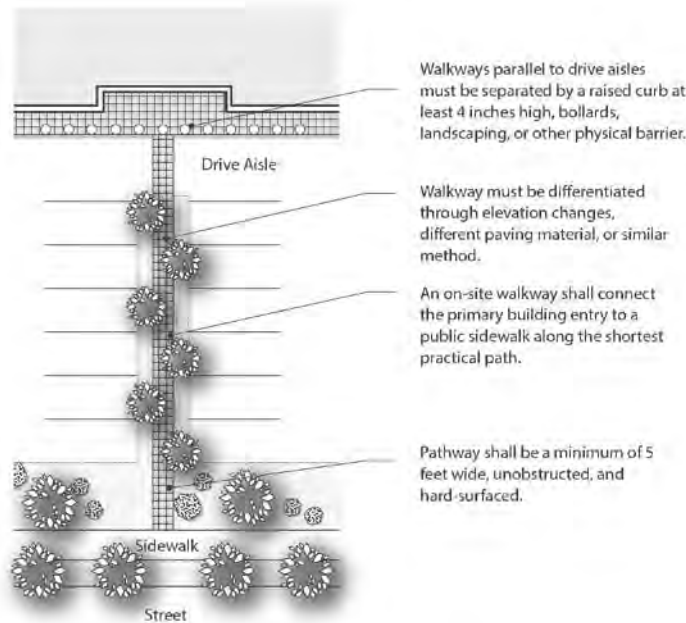 Walkways parallel to drive aisles
must be separated by a raised curb at
least 4 inches high, bollards,
landscaping, or other physical barrier.
Drive Aisle
Walkway must be differentiated
through elevation changes,
different paving material, or similar
method.
An on-site walkway shall connect
the primary building entry to a
public sidewalk along the shortest
practical path.
Pathway shall be a minimum of 5
feet wide, unobstructed, and
hard-surfaced.
Sidewalk
Street